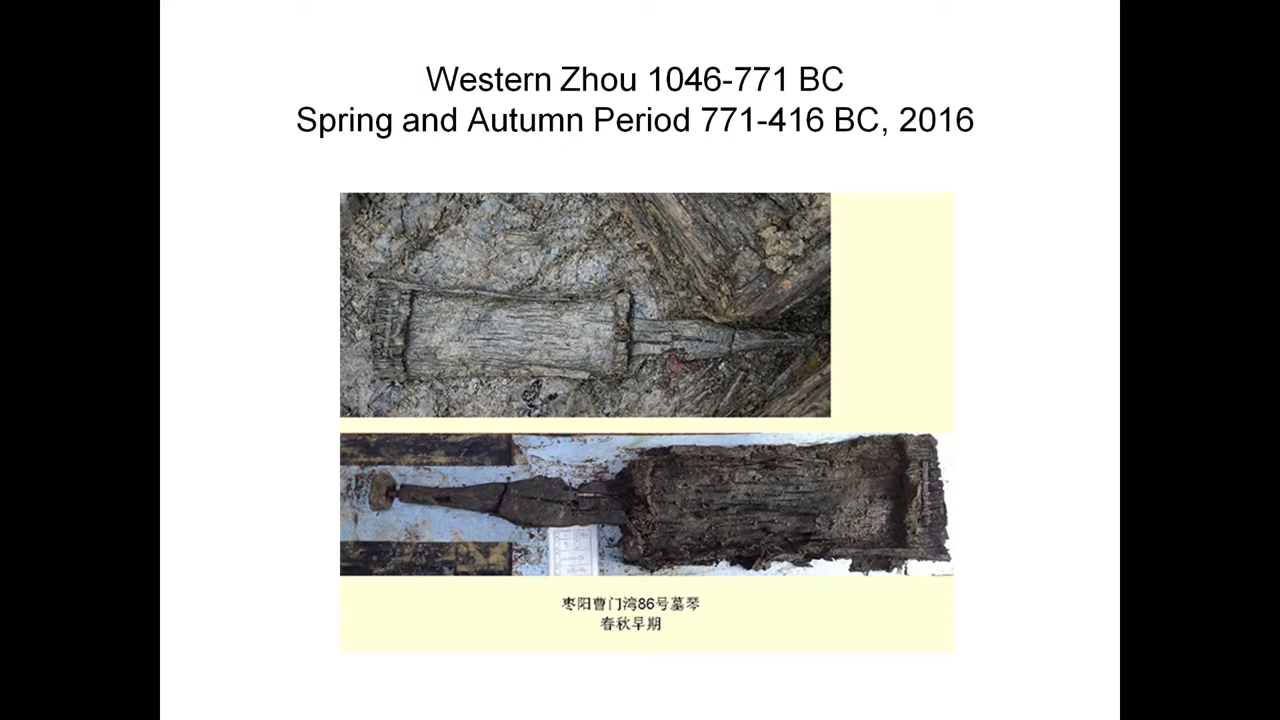 Western Zhou 1046-771 BC
Spring and Autumn Period 771-416 BC, 2016
枣阳曹门湾86号墓琴
春秋早期